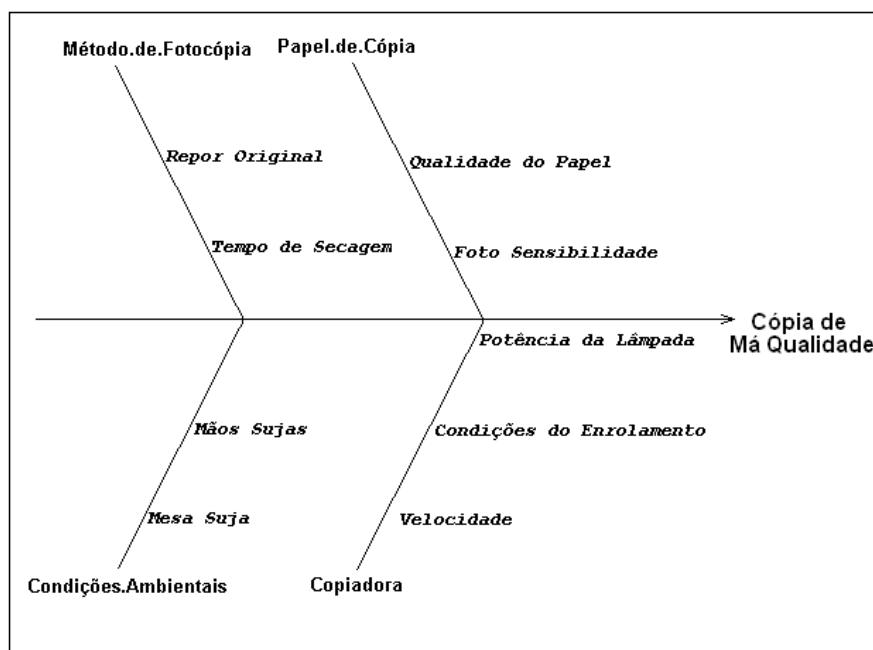 Método.de.Fotocópia
Papel.de.Cópia
Repor Original
Qualidade do Papel
Tempo de Secagem
Foto Sensibilidade
Cópia de
Má Qualidade
Potência da Lâmpada
Mãos Sujas
Condições do Enrolamento
Mesa Suja
Velocidade
Condições.Ambientais
Copiadora